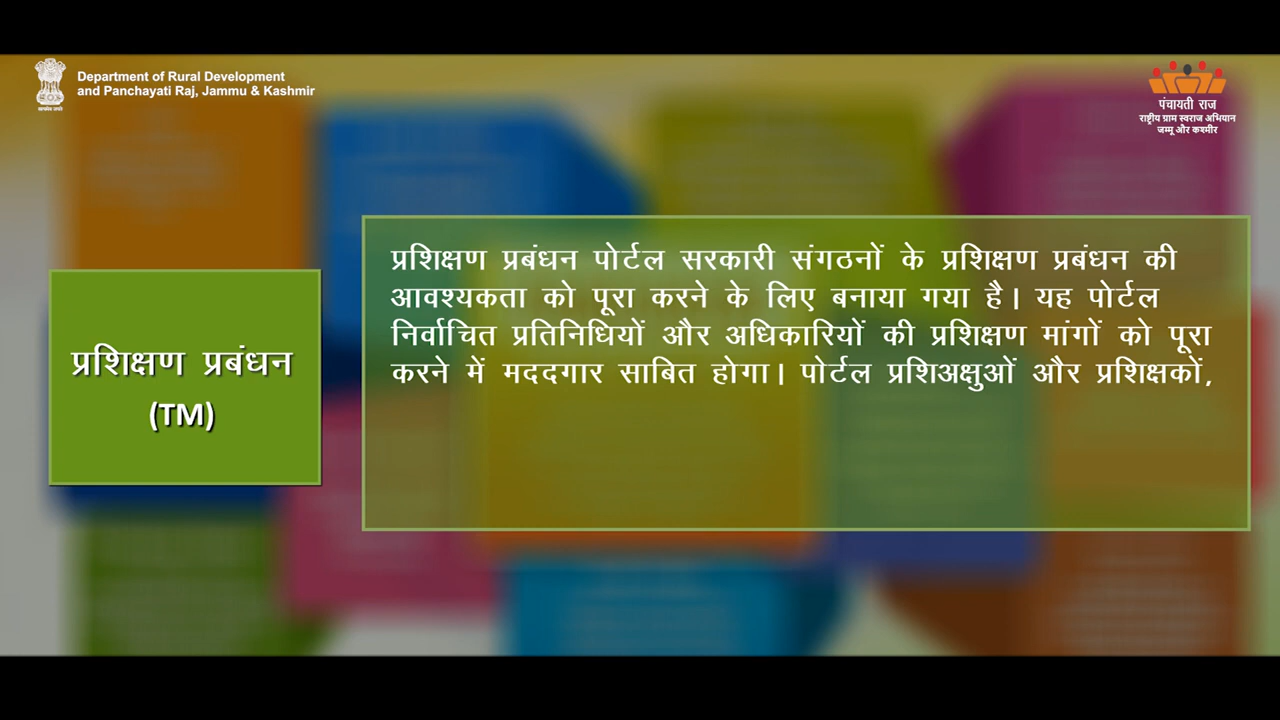 Department of Rural Development
and Panchayati Raj, Jammu & Kashmir
पंचायती राज
राष्ट्रीय ग्राम स्वराज अभियान
जम्मू और कश्मीर
प्रशिक्षण प्रबंधन
(TM)
प्रशिक्षण प्रबंधन पोर्टल सरकारी संगठनों के प्रशिक्षण प्रबंधन की
आवश्यकता को पूरा करने के लिए बनाया गया है। यह पोर्टल
निर्वाचित प्रतिनिधियों और अधिकारियों की प्रशिक्षण मांगों को पूरा
करने में मददगार साबित होगा। पोर्टल प्रशिअक्षुओं और प्रशिक्षकों,